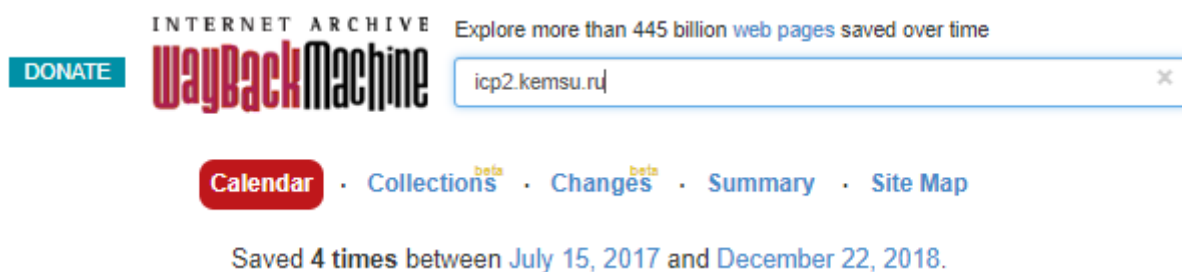 INTERNET ARCHIVE
WayBackMachine
DONATE
Explore more than 445 billion web pages saved over time
icp2.kemsu.ru ×
Calendar · Collections beta · Changes beta · Summary · Site Map
Saved 4 times between July 15, 2017 and December 22, 2018.